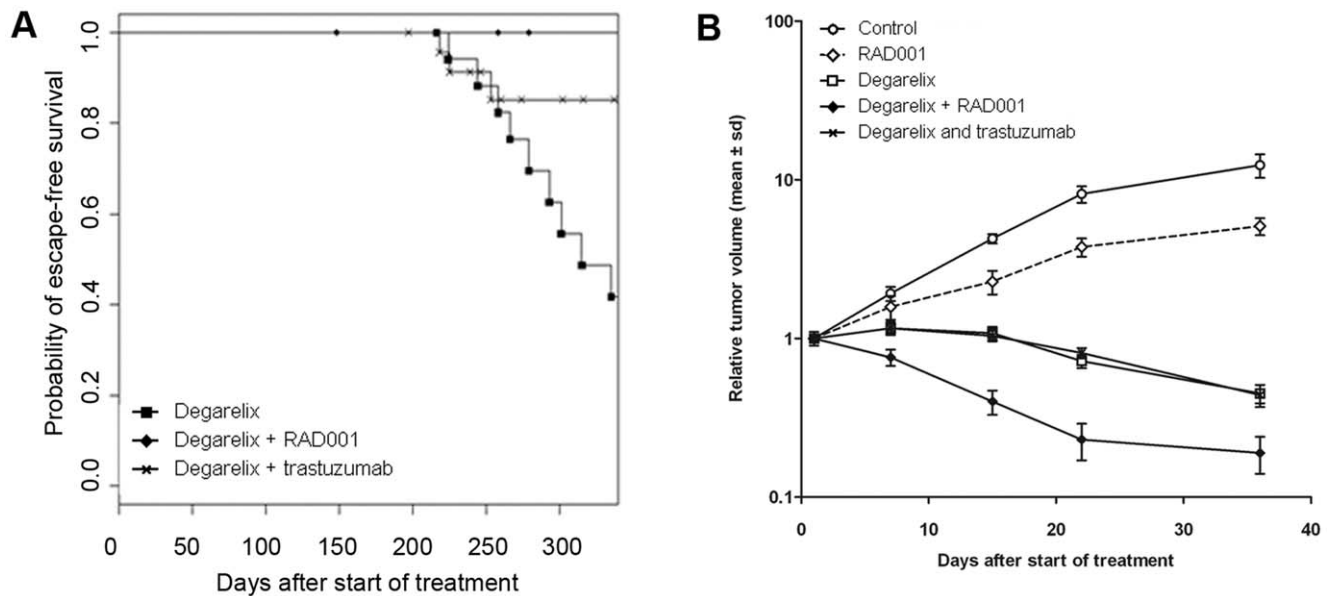 A
Probability of escape-free survival
1.0
0.8
0.6
0.4
0.2
0.0
Degarelix
Degarelix + RAD001
Degarelix + trastuzumab
0 50 100 150 200 250 300
Days after start of treatment
B
Relative tumor volume (mean ± sd)
100
10
1
0.1
Control
RAD001
Degarelix
Degarelix + RAD001
Degarelix and trastuzumab
0 10 20 30 40
Days after start of treatment